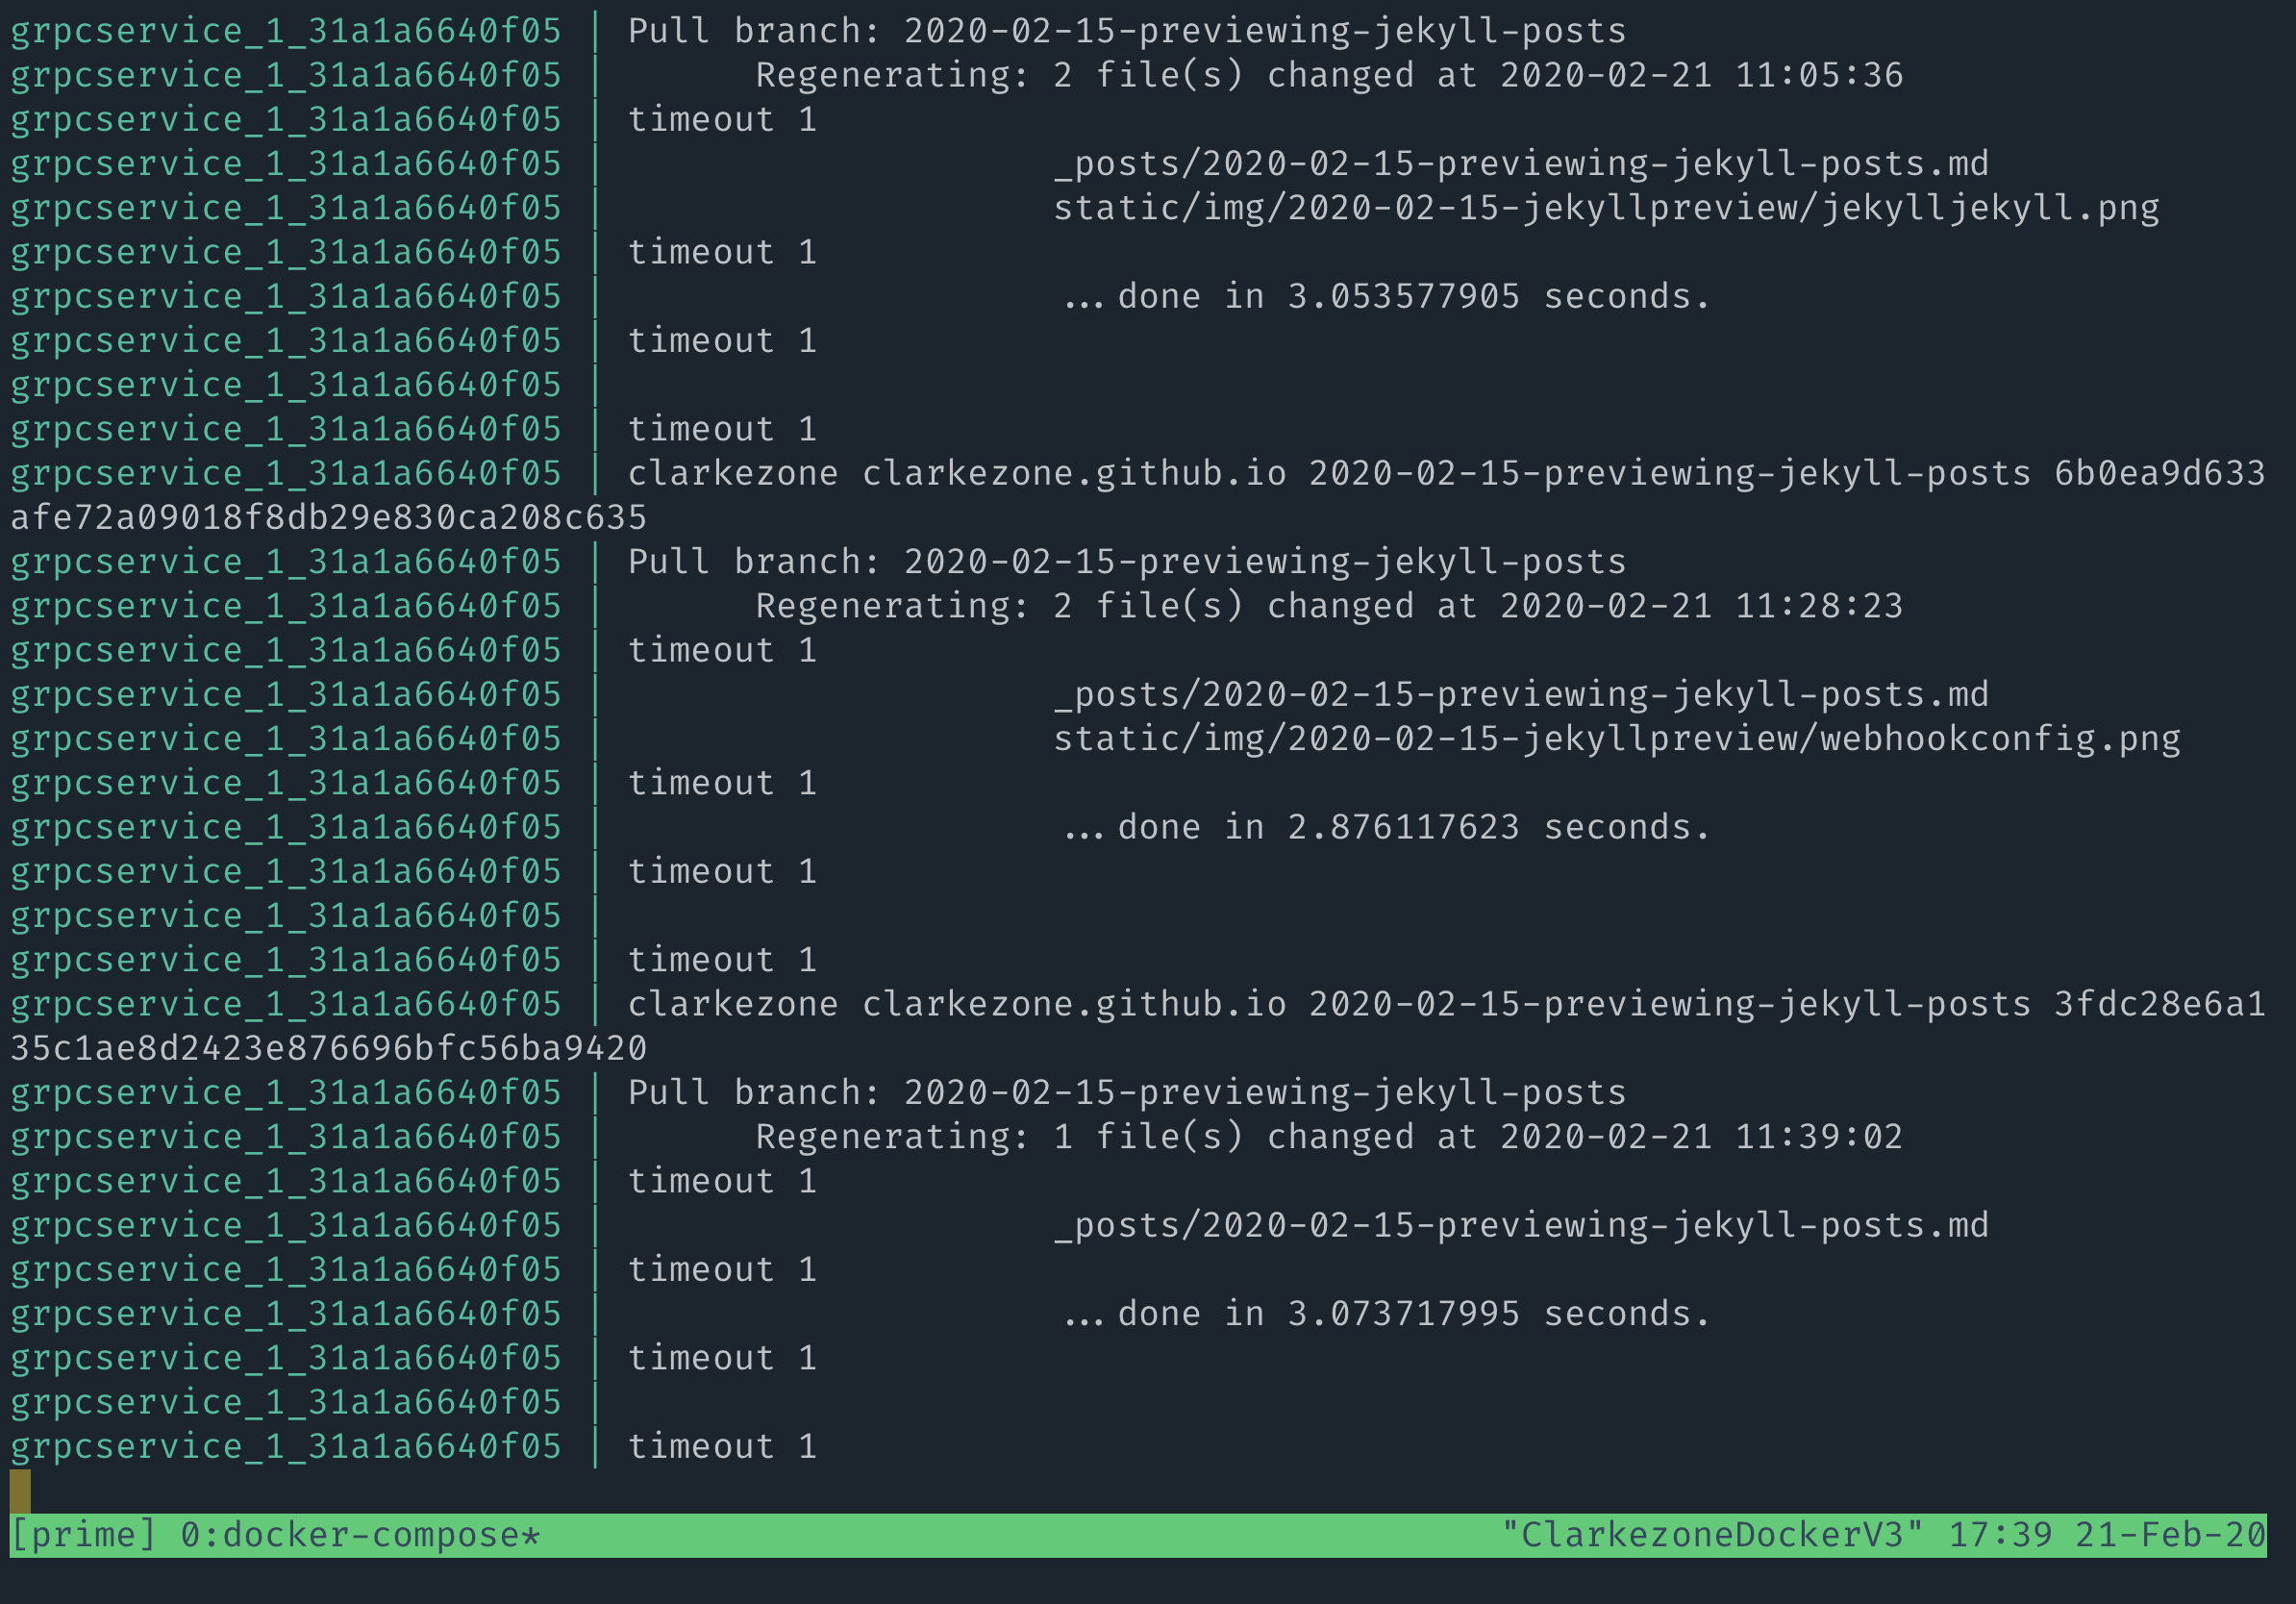 grpcservice_1_31a1a6640f05 | Pull branch: 2020-02-15-previewing-jekyll-posts
grpcservice_1_31a1a6640f05 |       Regenerating: 2 file(s) changed at 2020-02-21 11:05:36
grpcservice_1_31a1a6640f05 | timeout 1
grpcservice_1_31a1a6640f05 |                     _posts/2020-02-15-previewing-jekyll-posts.md
grpcservice_1_31a1a6640f05 |                     static/img/2020-02-15-jekyllpreview/jekylljekyll.png
grpcservice_1_31a1a6640f05 | timeout 1
grpcservice_1_31a1a6640f05 |                     ...done in 3.053577905 seconds.
grpcservice_1_31a1a6640f05 | timeout 1
grpcservice_1_31a1a6640f05 |
grpcservice_1_31a1a6640f05 | timeout 1
grpcservice_1_31a1a6640f05 | clarkezone clarkezone.github.io 2020-02-15-previewing-jekyll-posts 6b0ea9d633
afe72a09018f8db29e830ca208c635
grpcservice_1_31a1a6640f05 | Pull branch: 2020-02-15-previewing-jekyll-posts
grpcservice_1_31a1a6640f05 |       Regenerating: 2 file(s) changed at 2020-02-21 11:28:23
grpcservice_1_31a1a6640f05 | timeout 1
grpcservice_1_31a1a6640f05 |                     _posts/2020-02-15-previewing-jekyll-posts.md
grpcservice_1_31a1a6640f05 |                     static/img/2020-02-15-jekyllpreview/webhookconfig.png
grpcservice_1_31a1a6640f05 | timeout 1
grpcservice_1_31a1a6640f05 |                     ...done in 2.876117623 seconds.
grpcservice_1_31a1a6640f05 | timeout 1
grpcservice_1_31a1a6640f05 |
grpcservice_1_31a1a6640f05 | timeout 1
grpcservice_1_31a1a6640f05 | clarkezone clarkezone.github.io 2020-02-15-previewing-jekyll-posts 3fdc28e6a1
35c1ae8d2423e876696bfc56ba9420
grpcservice_1_31a1a6640f05 | Pull branch: 2020-02-15-previewing-jekyll-posts
grpcservice_1_31a1a6640f05 |       Regenerating: 1 file(s) changed at 2020-02-21 11:39:02
grpcservice_1_31a1a6640f05 | timeout 1
grpcservice_1_31a1a6640f05 |                     _posts/2020-02-15-previewing-jekyll-posts.md
grpcservice_1_31a1a6640f05 | timeout 1
grpcservice_1_31a1a6640f05 |                     ...done in 3.073717995 seconds.
grpcservice_1_31a1a6640f05 | timeout 1
grpcservice_1_31a1a6640f05 |
grpcservice_1_31a1a6640f05 | timeout 1
[prime] 0:docker-compose* "ClarkezoneDockerV3" 17:39 21-Feb-20